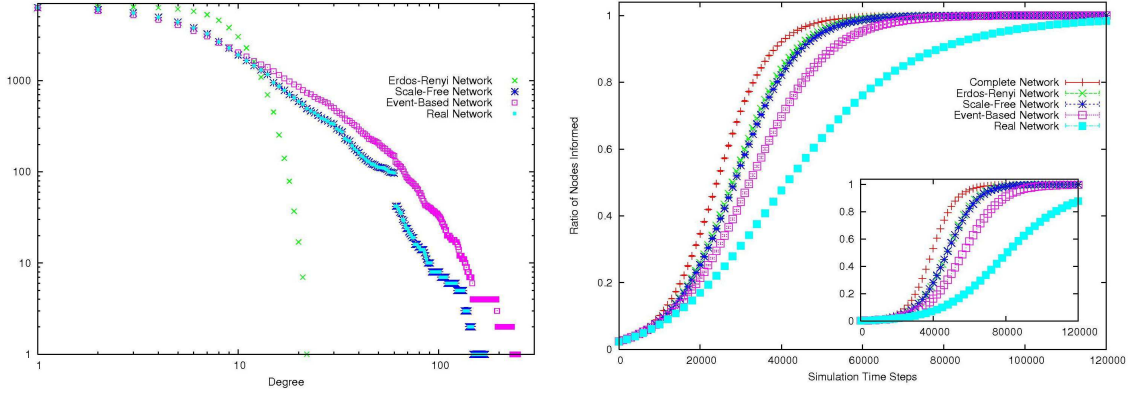 1000
100
10
1
1
10
100
Degree
Erdos-Renyi Network
Scale-Free Network
Event-Based Network
Real Network
Ratio of Nodes Informed
1
0.8
0.6
0.4
0.2
0
0
20000
40000
60000
80000
100000
120000
Simulation Time Steps
Complete Network
Erdos-Renyi Network
Scale-Free Network
Event-Based Network
Real Network
1
0.8
0.6
0.4
0.2
0
0
40000
80000
120000